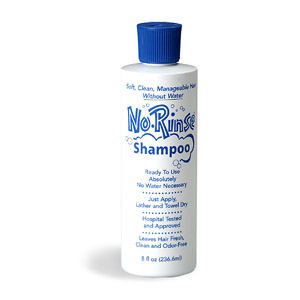 Soft, Clean, Manageable Hair
Without Water
No•Rinse
Shampoo
Ready To Use
Absolutely
No Water Necessary
Just Apply,
Lather and Towel Dry
Hospital Tested
and Approved
Leaves Hair Fresh,
Clean and Odor-Free
8 fl oz (236.6ml)